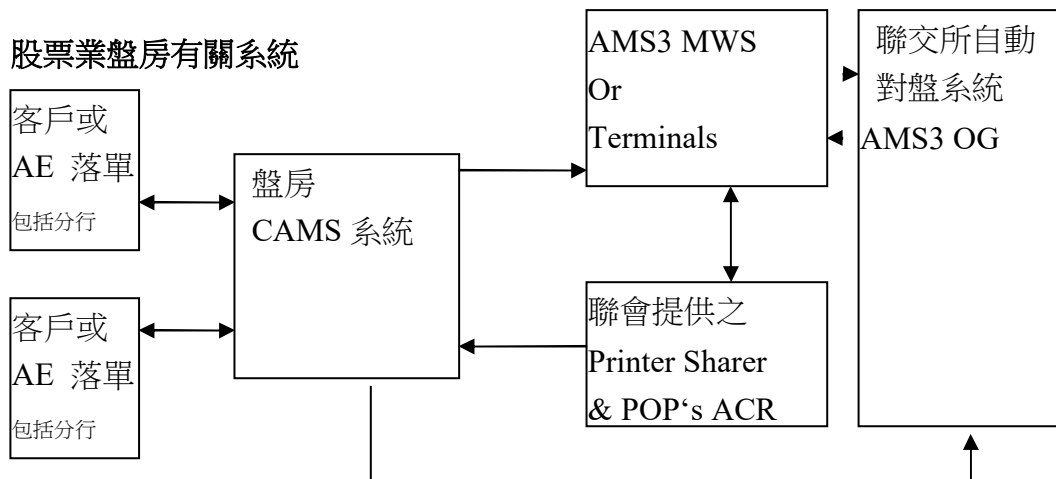 股票業盤房有關系統
客戶或
AE 落單
包括分行
客戶或
AE 落單
包括分行
盤房
CAMS 系統
AMS3 MWS
Or
Terminals
聯會提供之
Printer Sharer
& POP‘s ACR
聯交所自動
對盤系統
AMS3 OG